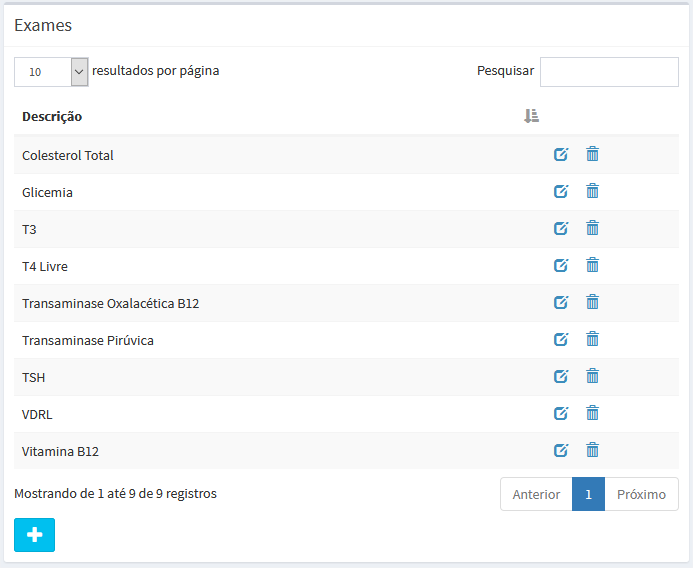 Exames
10 resultados por página Pesquisar
Descrição
Colesterol Total
Glicemia
T3
T4 Livre
Transaminase Oxalacética B12
Transaminase Pirúvica
TSH
VDRL
Vitamina B12
Mostrando de 1 até 9 de 9 registros Anterior 1 Próximo